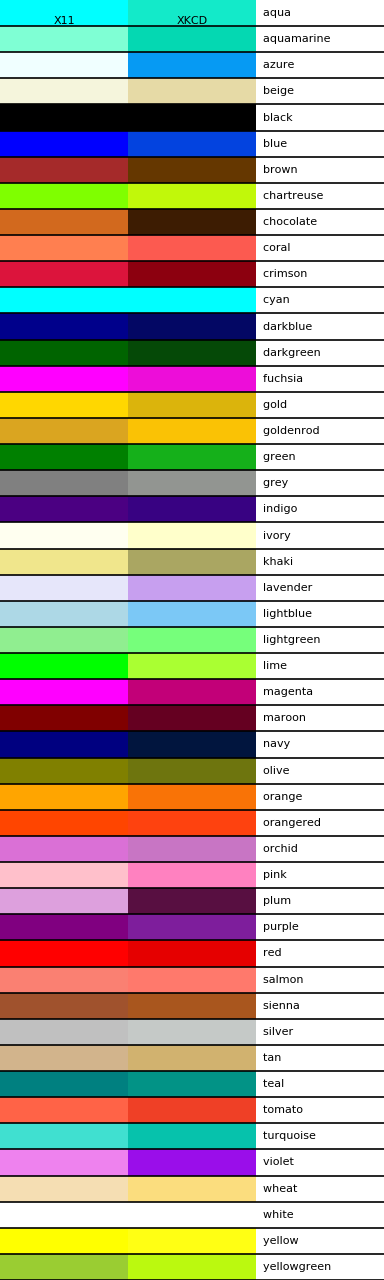 X11 XKCD aqua
aquamarine
azure
beige
black
blue
brown
chartreuse
chocolate
coral
crimson
cyan
darkblue
darkgreen
fuchsia
gold
goldenrod
green
grey
indigo
ivory
khaki
lavender
lightblue
lightgreen
lime
magenta
maroon
navy
olive
orange
orangered
orchid
pink
plum
purple
red
salmon
sienna
silver
tan
teal
tomato
turquoise
violet
wheat
white
yellow
yellowgreen